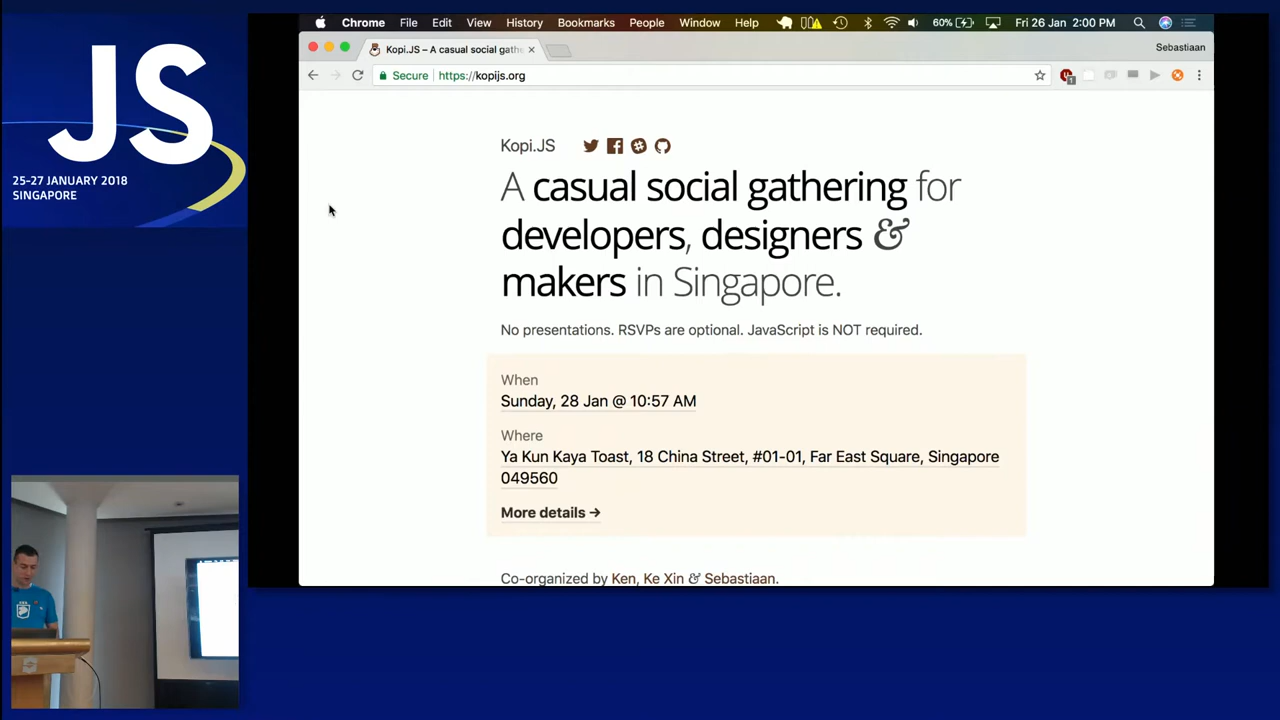 JS
25-27 JANUARY 2018
SINGAPORE
Chrome File Edit View History Bookmarks People Window Help 60% Fri 26 Jan 2:00 PM
Kopi.JS – A casual social gathe
Sebastiaan
Secure https://kopijs.org
Kopi.JS
A casual social gathering for
developers, designers &
makers in Singapore.
No presentations. RSVPs are optional. JavaScript is NOT required.
When
Sunday, 28 Jan @ 10:57 AM
Where
Ya Kun Kaya Toast, 18 China Street, #01-01, Far East Square, Singapore
049560
More details →
Co-organized by Ken, Ke Xin & Sebastiaan.